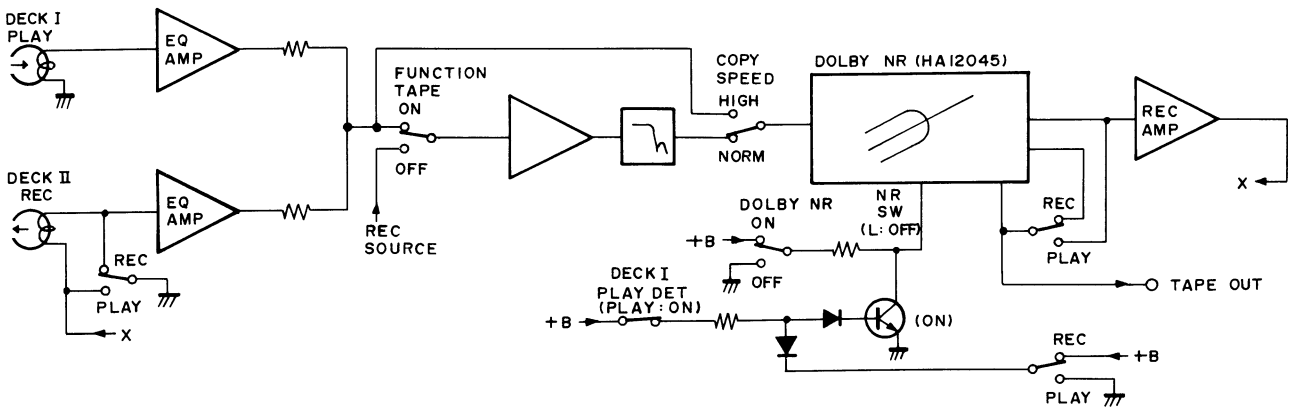 DECK I
PLAY
EQ
AMP
FUNCTION
TAPE
ON
OFF
REC
SOURCE
COPY
SPEED
HIGH
NORM
DOLBY NR (HA12045)
REC
AMP
X
DECK II
REC
EQ
AMP
REC
PLAY
X
NR
SW
(L:OFF)
DOLBY NR
ON
+B
OFF
REC
PLAY
TAPE OUT
DECK I
PLAY DET
(PLAY:ON)
+B
(ON)
REC
+B
PLAY